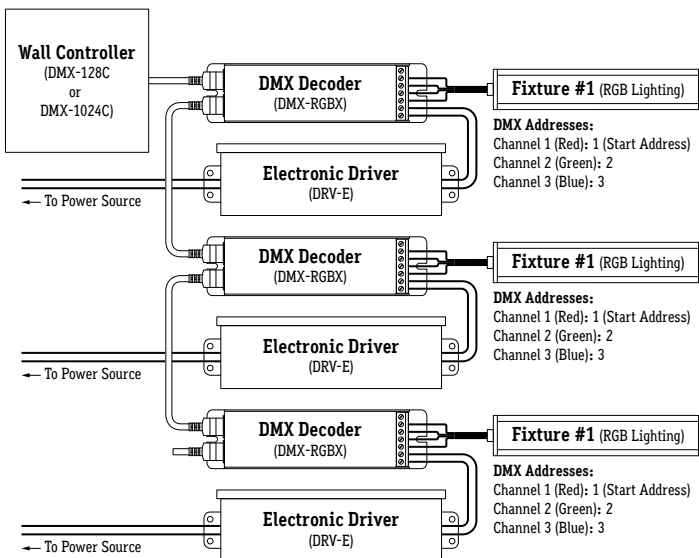 Wall Controller
(DMX-128C
or
DMX-1024C)
DMX Decoder
(DMX-RGBX)
Fixture #1 (RGB Lighting)
DMX Addresses:
Channel 1 (Red): 1 (Start Address)
Channel 2 (Green): 2
Channel 3 (Blue): 3
Electronic Driver
(DRV-E)
← To Power Source
DMX Decoder
(DMX-RGBX)
Fixture #1 (RGB Lighting)
DMX Addresses:
Channel 1 (Red): 1 (Start Address)
Channel 2 (Green): 2
Channel 3 (Blue): 3
Electronic Driver
(DRV-E)
← To Power Source
DMX Decoder
(DMX-RGBX)
Fixture #1 (RGB Lighting)
DMX Addresses:
Channel 1 (Red): 1 (Start Address)
Channel 2 (Green): 2
Channel 3 (Blue): 3
Electronic Driver
(DRV-E)
← To Power Source